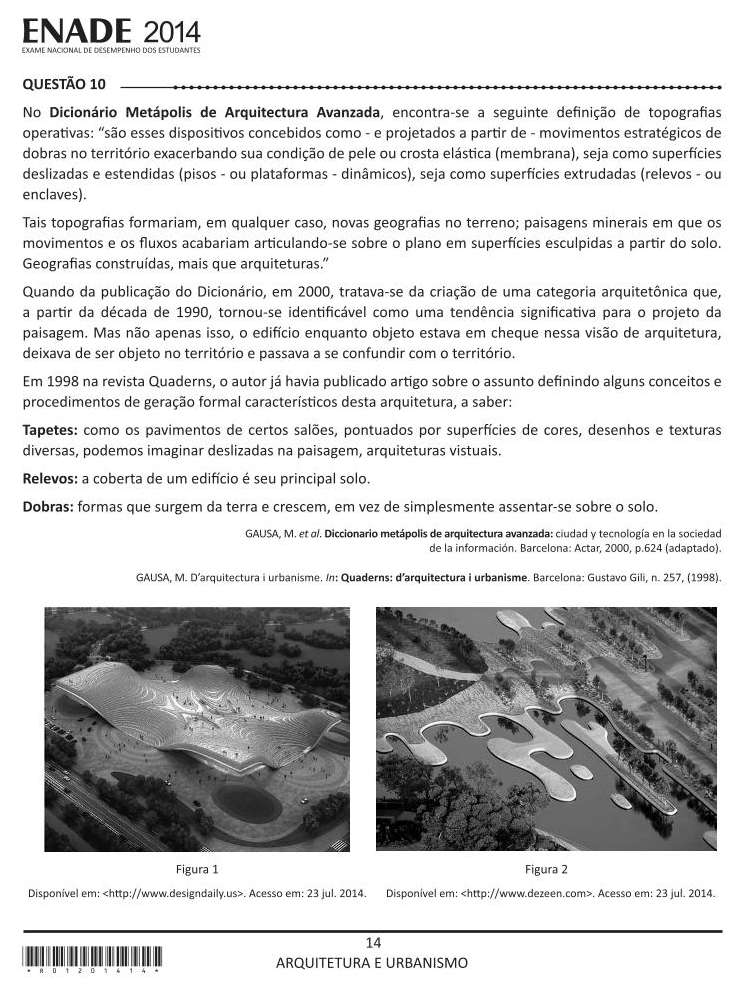 ENADE 2014
EXAME NACIONAL DE DESEMPENHO DOS ESTUDANTES
QUESTÃO 10
No Dicionário Metápolis de Arquitectura Avanzada, encontra-se a seguinte definição de topografias
operativas: “são esses dispositivos concebidos como - e projetados a partir de - movimentos estratégicos de
dobras no território exacerbando sua condição de pele ou crosta elástica (membrana), seja como superfícies
deslizadas e estendidas (pisos - ou plataformas - dinâmicos), seja como superfícies extrudadas (relevos - ou
enclaves).
Tais topografias formariam, em qualquer caso, novas geografias no terreno; paisagens minerais em que os
movimentos e os fluxos acabariam articulando-se sobre o plano em superfícies esculpidas a partir do solo.
Geografias construídas, mais que arquiteturas.”
Quando da publicação do Dicionário, em 2000, tratava-se da criação de uma categoria arquitetônica que,
a partir da década de 1990, tornou-se identificável como uma tendência significativa para o projeto da
paisagem. Mas não apenas isso, o edifício enquanto objeto estava em cheque nessa visão de arquitetura,
deixava de ser objeto no território e passava a se confundir com o território.
Em 1998 na revista Quaderns, o autor já havia publicado artigo sobre o assunto definindo alguns conceitos e
procedimentos de geração formal característicos desta arquitetura, a saber:
Tapetes: como os pavimentos de certos salões, pontuados por superfícies de cores, desenhos e texturas
diversas, podemos imaginar deslizadas na paisagem, arquiteturas vistuais.
Relevos: a coberta de um edifício é seu principal solo.
Dobras: formas que surgem da terra e crescem, em vez de simplesmente assentar-se sobre o solo.
GAUSA, M. et al. Diccionario metápolis de arquitectura avanzada: ciudad y tecnología en la sociedad
de la información. Barcelona: Actar, 2000, p.624 (adaptado).
GAUSA, M. D’arquitectura i urbanisme. In: Quaderns: d’arquitectura i urbanisme. Barcelona: Gustavo Gili, n. 257, (1998).
Figura 1
Figura 2
Disponível em: <http://www.designdaily.us>. Acesso em: 23 jul. 2014.
Disponível em: <http://www.dezeen.com>. Acesso em: 23 jul. 2014.
14
ARQUITETURA E URBANISMO
*R01201414*